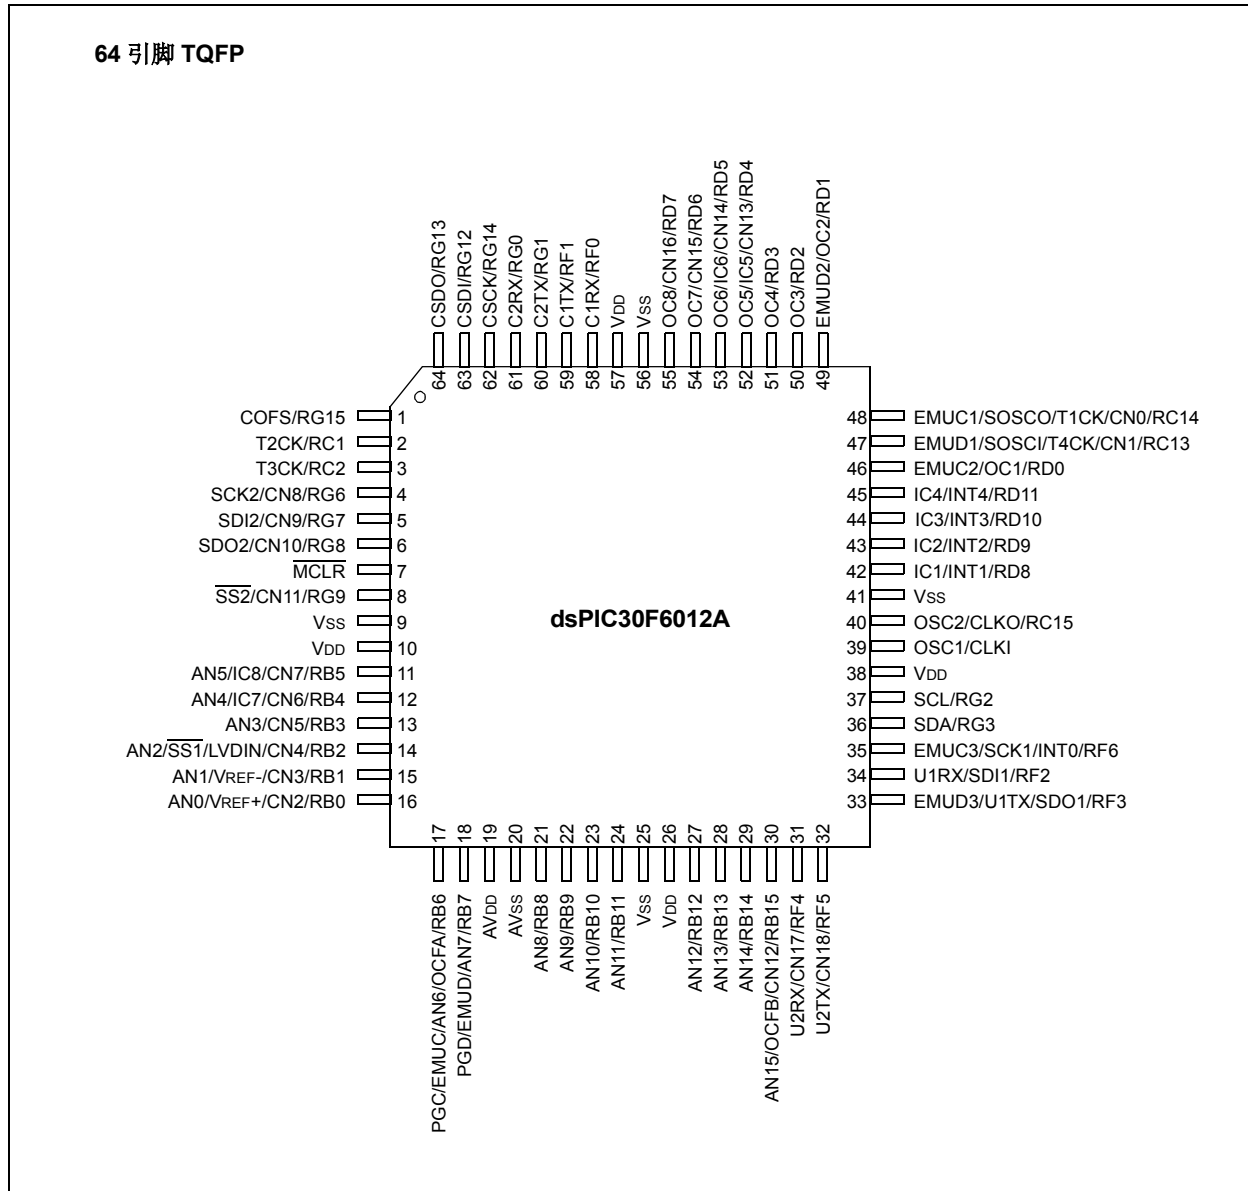 64 引脚 TQFP
CSDO/RG13
CSDI/RG12
CSCK/RG14
C2RX/RG0
C2TX/RG1
C1TX/RF1
C1RX/RF0
VDD
VSS
OC8/CN16/RD7
OC7/CN15/RD6
OC6/IC6/CN14/RD5
OC5/IC5/CN13/RD4
OC4/RD3
OC3/RD2
EMUD2/OC2/RD1
64 63 62 61 60 59 58 57 56 55 54 53 52 51 50 49
COFS/RG15 1
T2CK/RC1 2
T3CK/RC2 3
SCK2/CN8/RG6 4
SDI2/CN9/RG7 5
SDO2/CN10/RG8 6
MCLR 7
SS2/CN11/RG9 8
VSS 9
VDD 10
AN5/IC8/CN7/RB5 11
AN4/IC7/CN6/RB4 12
AN3/CN5/RB3 13
AN2/SS1/LVDIN/CN4/RB2 14
AN1/VREF-/CN3/RB1 15
AN0/VREF+/CN2/RB0 16
dsPIC30F6012A
48 EMUC1/SOSCO/T1CK/CN0/RC14
47 EMUD1/SOSCI/T4CK/CN1/RC13
46 EMUC2/OC1/RD0
45 IC4/INT4/RD11
44 IC3/INT3/RD10
43 IC2/INT2/RD9
42 IC1/INT1/RD8
41 VSS
40 OSC2/CLKO/RC15
39 OSC1/CLKI
38 VDD
37 SCL/RG2
36 SDA/RG3
35 EMUC3/SCK1/INT0/RF6
34 U1RX/SDI1/RF2
33 EMUD3/U1TX/SDO1/RF3
17 18 19 20 21 22 23 24 25 26 27 28 29 30 31 32
PGC/EMUC/AN6/OCFA/RB6
PGD/EMUD/AN7/RB7
AVDD
AVSS
AN8/RB8
AN9/RB9
AN10/RB10
AN11/RB11
VSS
VDD
AN12/RB12
AN13/RB13
AN14/RB14
AN15/OCFB/CN12/RB15
U2RX/CN17/RF4
U2TX/CN18/RF5